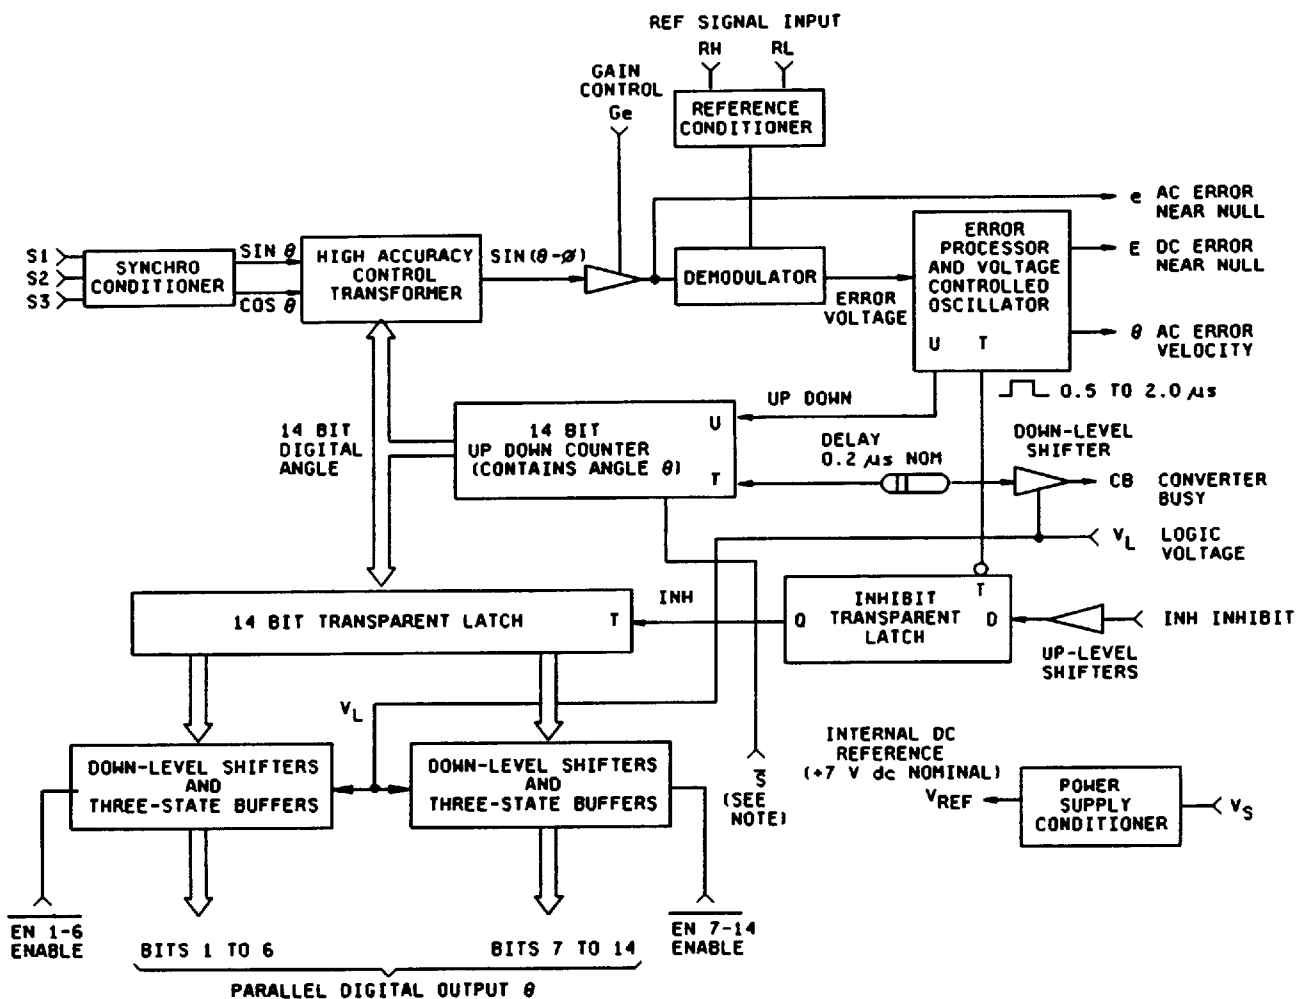 REF SIGNAL INPUT
RH RL
GAIN
CONTROL
Ge
REFERENCE
CONDITIONER
e AC ERROR
NEAR NULL
E DC ERROR
NEAR NULL
θ AC ERROR
VELOCITY
S1
S2
S3
SYNCHRO
CONDITIONER
SIN θ
COS θ
HIGH ACCURACY
CONTROL
TRANSFORMER
SIN(θ-Ø)
DEMODULATOR
ERROR
VOLTAGE
ERROR
PROCESSOR
AND VOLTAGE
CONTROLLED
OSCILLATOR
U T
0.5 TO 2.0 µs
UP DOWN
14 BIT
DIGITAL
ANGLE
14 BIT
UP DOWN COUNTER
(CONTAINS ANGLE θ)
U
T
DELAY
0.2 µs NOM
DOWN-LEVEL
SHIFTER
CB CONVERTER
BUSY
VL LOGIC
VOLTAGE
14 BIT TRANSPARENT LATCH T
INH
INHIBIT
TRANSPARENT
LATCH
Q
T
D
INH INHIBIT
UP-LEVEL
SHIFTERS
VL
DOWN-LEVEL SHIFTERS
AND
THREE-STATE BUFFERS
DOWN-LEVEL SHIFTERS
AND
THREE-STATE BUFFERS
S̅
(SEE
NOTE)
INTERNAL DC
REFERENCE
(+7 V dc NOMINAL)
VREF
POWER
SUPPLY
CONDITIONER
VS
EN 1-6
ENABLE
BITS 1 TO 6
BITS 7 TO 14
EN 7-14
ENABLE
PARALLEL DIGITAL OUTPUT θ